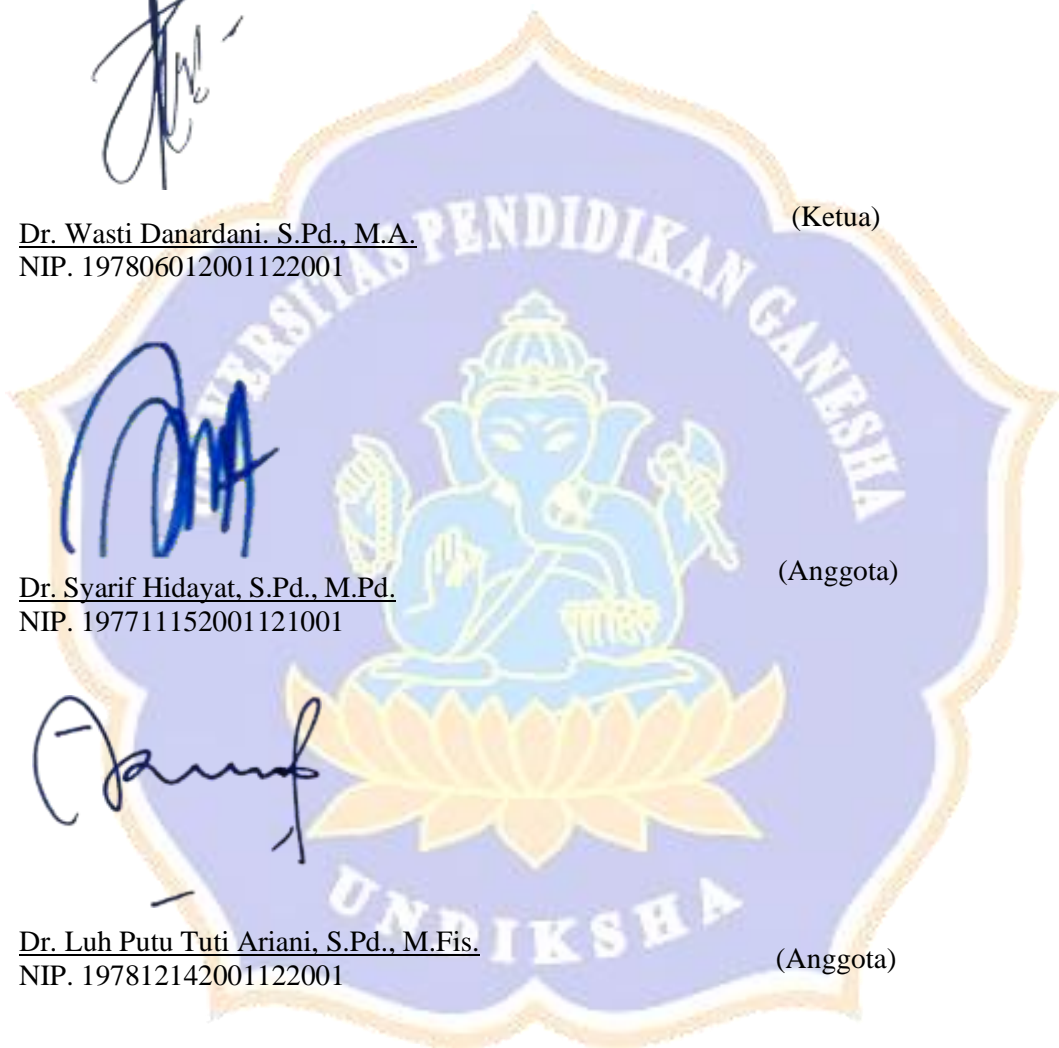 (Ketua)
Dr. Wasti Danardani. S.Pd., M.A.
NIP. 197806012001122001
UNIVERSITAS PENDIDIKAN GANESHA
(Anggota)
Dr. Syarif Hidayat, S.Pd., M.Pd.
NIP. 197711152001121001
UNDIKSHA
Dr. Luh Putu Tuti Ariani, S.Pd., M.Fis.
NIP. 197812142001122001
(Anggota)